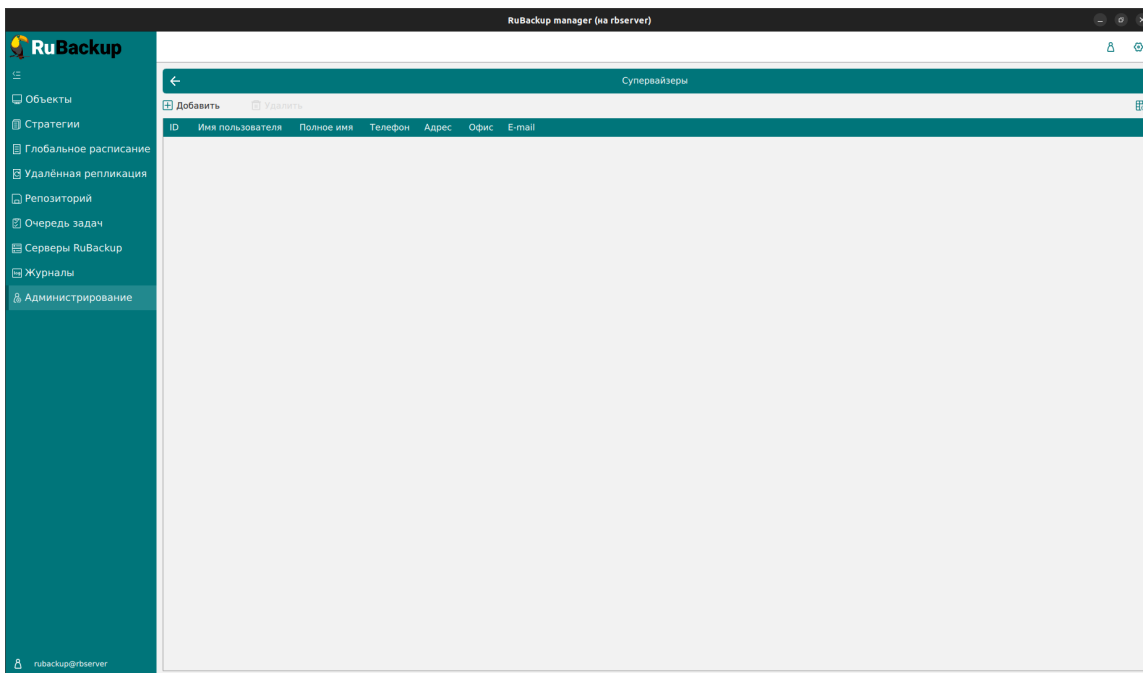 RuBackup manager (на rbserver)
RuBackup
Супервайзеры
Объекты
Добавить Удалить
Стратегии
ID Имя пользователя Полное имя Телефон Адрес Офис E-mail
Глобальное расписание
Удалённая репликация
Репозиторий
Очередь задач
Серверы RuBackup
Журналы
Администрирование
rubackup@rbserver